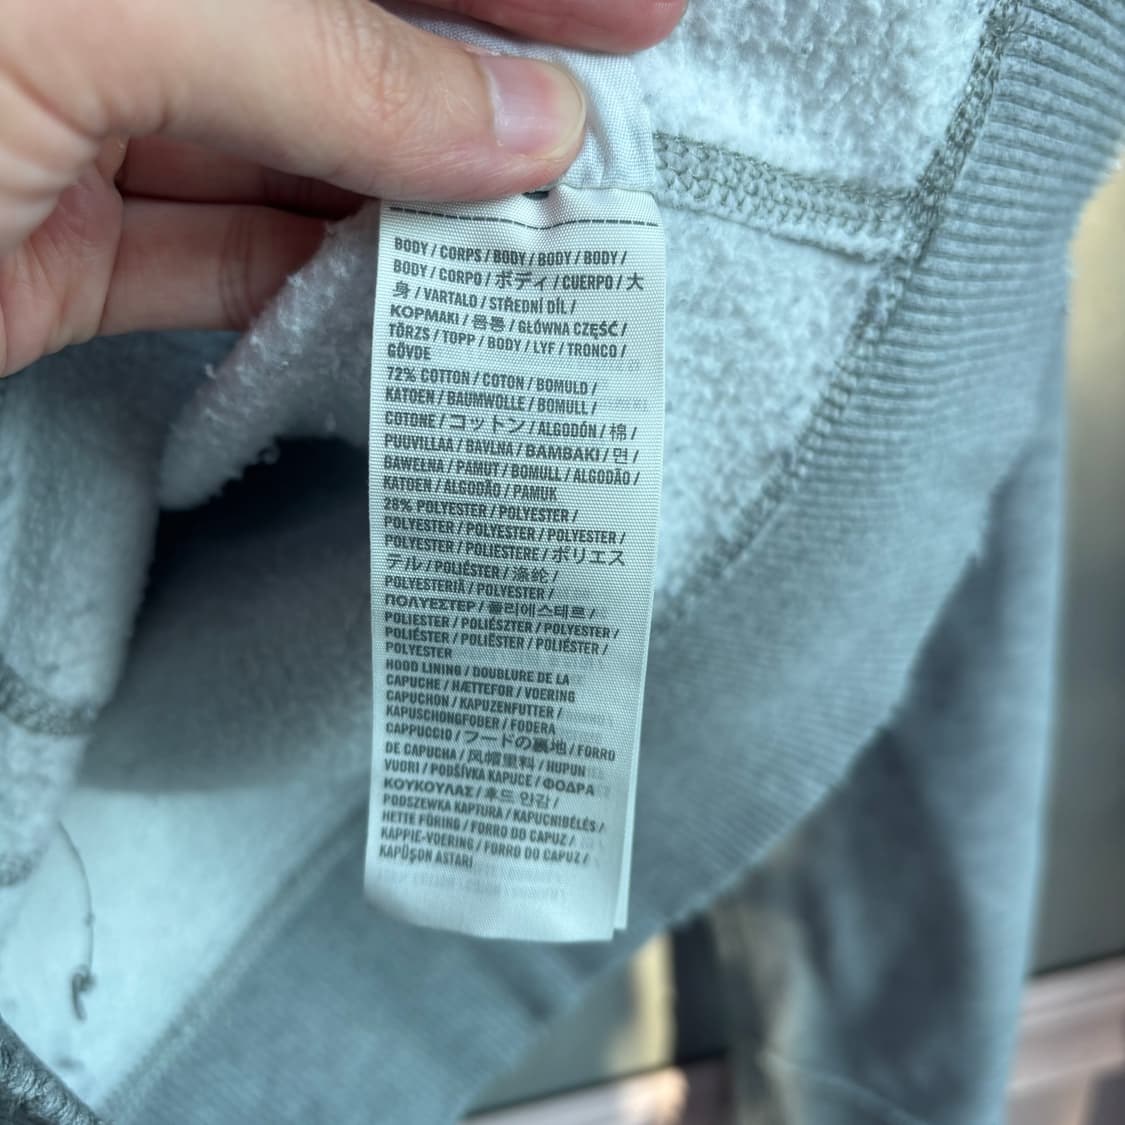 BODY / CORPS / BODY / BODY / BODY /
BODY / CORPO / ボディ / CUERPO / 大
身 / VARTALO / STŘEDNÍ DÍL /
ΚΟΡΜΑΚΙ / 몸통 / GŁÓWNA CZĘŚĆ /
TÖRZS / TOPP / BODY / LYF / TRONCO /
GÖVDE
72% COTTON / COTON / BOMULD /
KATOEN / BAUMWOLLE / BOMULL /
COTONE / コットン / ALGODÓN / 棉 /
PUUVILLAA / BAVLNA / ΒΑΜΒΑΚΙ / 면 /
BAWEŁNA / PAMUT / BOMULL / ALGODÃO /
KATOEN / ALGODÃO / PAMUK
28% POLYESTER / POLYESTER /
POLYESTER / POLYESTER / POLYESTER /
POLYESTER / POLIESTERE / ポリエス
テル / POLIÉSTER / 涤纶 /
POLYESTERIÄ / POLYESTER /
ΠΟΛΥΕΣΤΕΡ / 폴리에스테르 /
POLIESTER / POLIÉSZTER / POLYESTER /
POLIÉSTER / POLIËSTER / POLIÉSTER /
POLYESTER
HOOD LINING / DOUBLURE DE LA
CAPUCHE / HÆTTEFOR / VOERING
CAPUCHON / KAPUZENFUTTER /
KAPUSCHONGFODER / FODERA
CAPPUCCIO / フードの裏地 / FORRO
DE CAPUCHA / 风帽里料 / HUPUN
VUORI / PODŠÍVKA KAPUCE / ΦΟΔΡΑ
ΚΟΥΚΟΥΛΑΣ / 후드 안감 /
PODSZEWKA KAPTURA / KAPUCNIBÉLÉS /
HETTE FÔRING / FORRO DO CAPUZ /
KAPPIE-VOERING / FORRO DO CAPUZ /
KAPÜŞON ASTARI